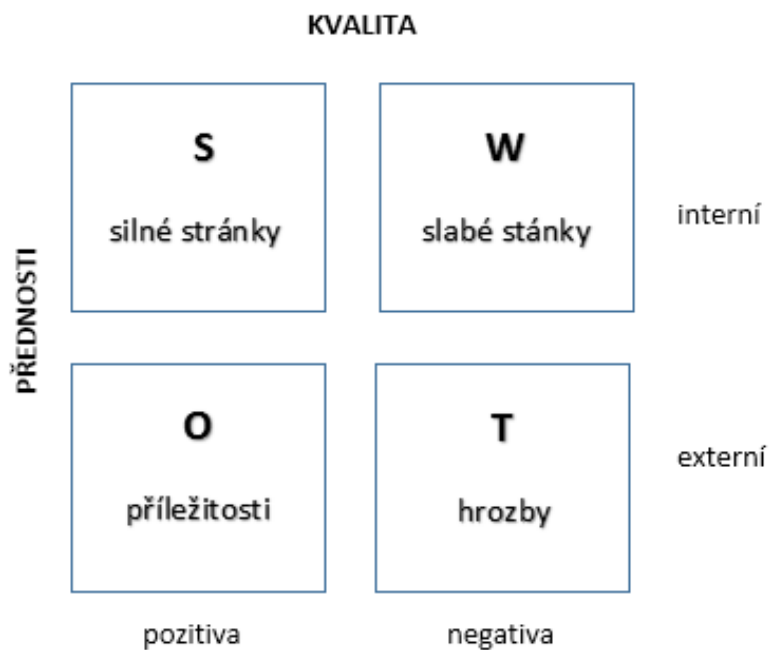 KVALITA
S
silné stránky
W
slabé stánky
interní
PŘEDNOSTI
O
příležitosti
T
hrozby
externí
pozitiva
negativa